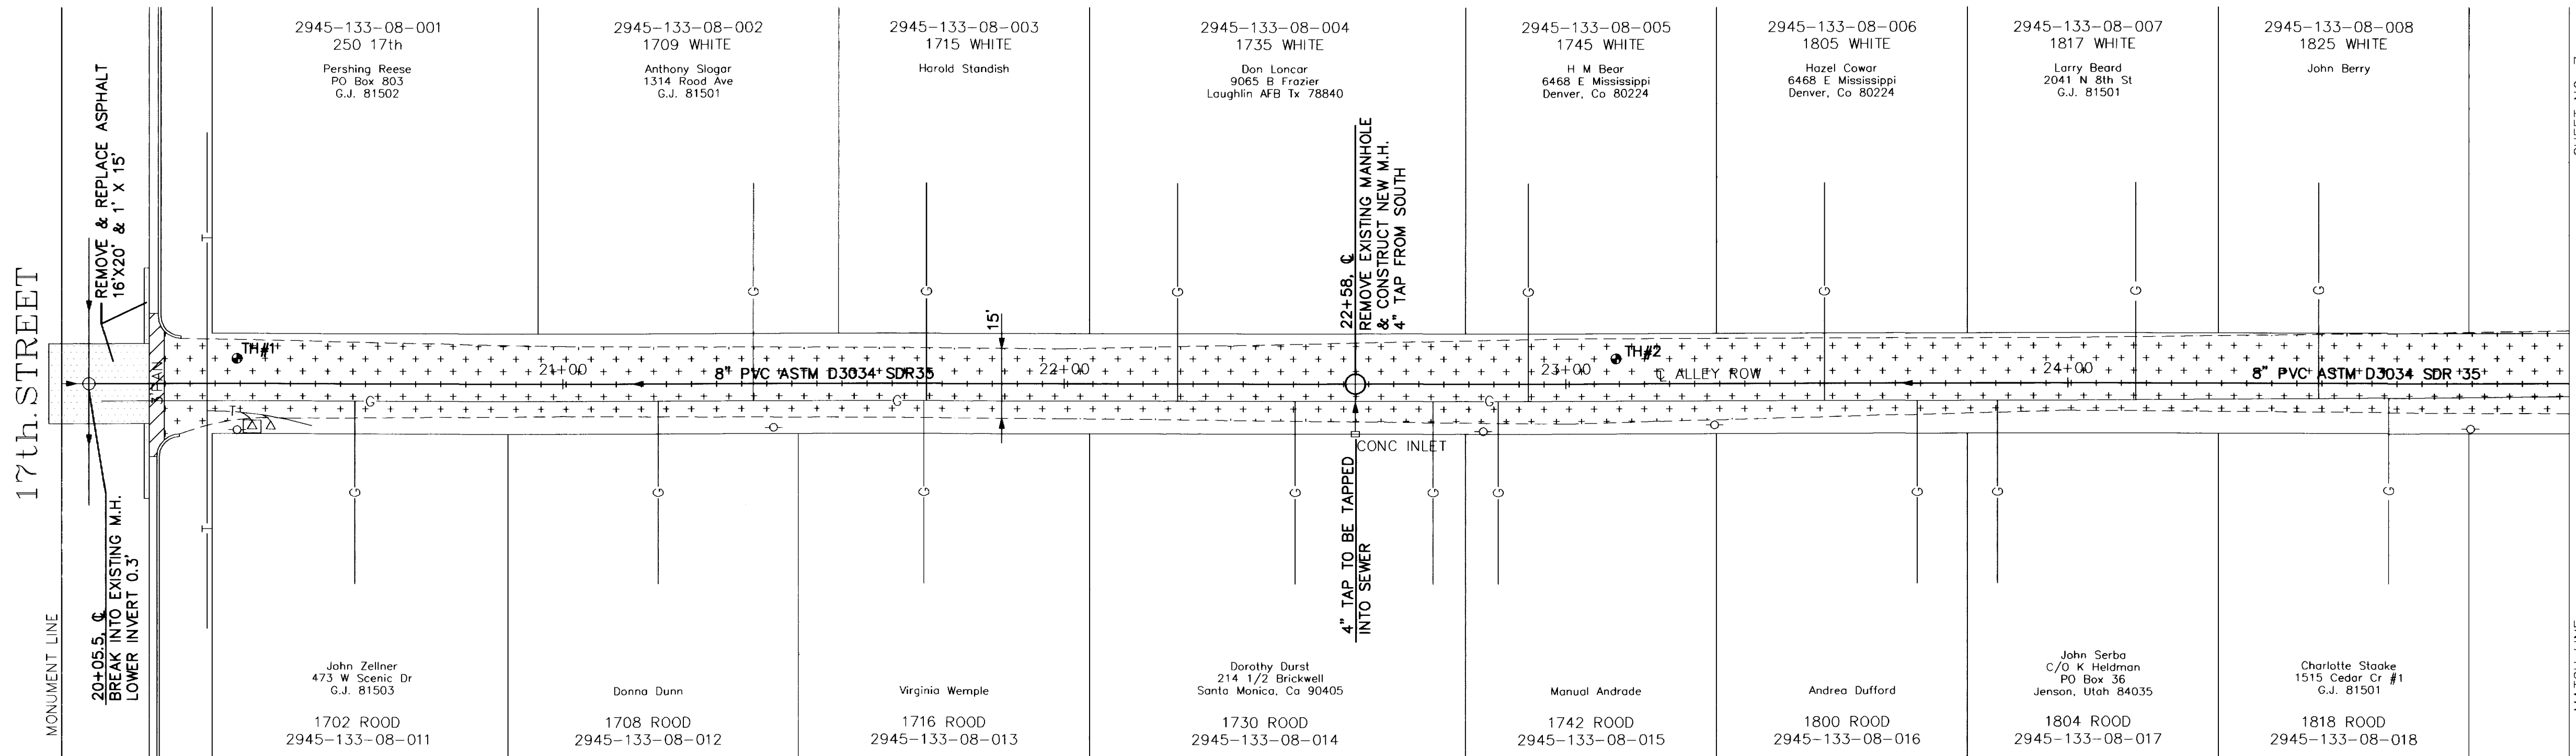 2945-133-08-001
250 17th
Pershing Reese
PO Box 803
G.J. 81502
2945-133-08-002
1709 WHITE
Anthony Slogar
1314 Rood Ave
G.J. 81501
2945-133-08-003
1715 WHITE
Harold Standish
2945-133-08-004
1735 WHITE
Don Loncar
9065 B Frazier
Laughlin AFB Tx 78840
2945-133-08-005
1745 WHITE
H M Bear
6468 E Mississippi
Denver, Co 80224
2945-133-08-006
1805 WHITE
Hazel Cowar
6468 E Mississippi
Denver, Co 80224
2945-133-08-007
1817 WHITE
Larry Beard
2041 N 8th St
G.J. 81501
2945-133-08-008
1825 WHITE
John Berry
REMOVE & REPLACE ASPHALT
16'X20' & 1' X 15'
17th. STREET
MONUMENT LINE
20+05.5, ℄
BREAK INTO EXISTING M.H.
LOWER INVERT 0.3'
T
T
T
TH#1
21+00
8" PVC ASTM D3034 SDR35
15'
22+00
22+58, ℄
REMOVE EXISTING MANHOLE
& CONSTRUCT NEW M.H.
4" TAP FROM SOUTH
TH#2
23+00
℄ ALLEY ROW
24+00
8" PVC ASTM D3034 SDR 35
G
G
G
G
G
G
G
G
G
G
CONC INLET
4" TAP TO BE TAPPED
INTO SEWER
G
G
G
G
G
G
G
G
G
John Zellner
473 W Scenic Dr
G.J. 81503
1702 ROOD
2945-133-08-011
Donna Dunn
1708 ROOD
2945-133-08-012
Virginia Wemple
1716 ROOD
2945-133-08-013
Dorothy Durst
214 1/2 Brickwell
Santa Monica, Ca 90405
1730 ROOD
2945-133-08-014
Manual Andrade
1742 ROOD
2945-133-08-015
Andrea Dufford
1800 ROOD
2945-133-08-016
John Serba
C/O K Heldman
PO Box 36
Jenson, Utah 84035
1804 ROOD
2945-133-08-017
Charlotte Staake
1515 Cedar Cr #1
G.J. 81501
1818 ROOD
2945-133-08-018